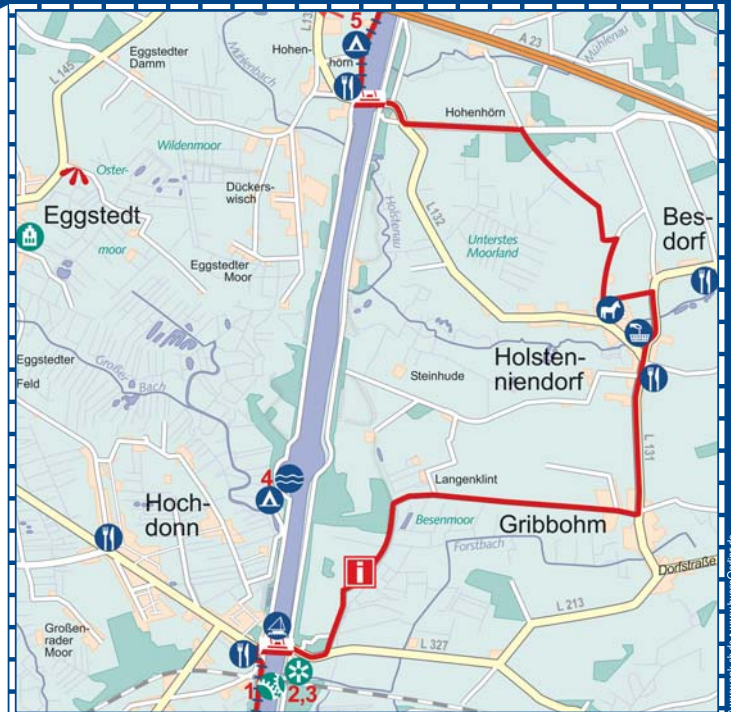 5
L 13
A 23
Eggstedter
Damm
Hohen-
hörn
Mühlenbach
Mühlenau
L 145
Hohenhörn
Wildenmoor
Oster-
moor
Dückers-
wisch
Holstenau
L132
Eggstedt
Unterstes
Moorland
Bes-
dorf
Eggstedter
Moor
Eggstedter
Feld
Großer
Bach
Steinhude
Holsten-
niendorf
L 131
4
Langenklint
Hoch-
donn
Besenmoor
Gribbohm
Forstbach
Dorfstraße
i
L 213
Großen-
rader
Moor
L 327
1
2,3